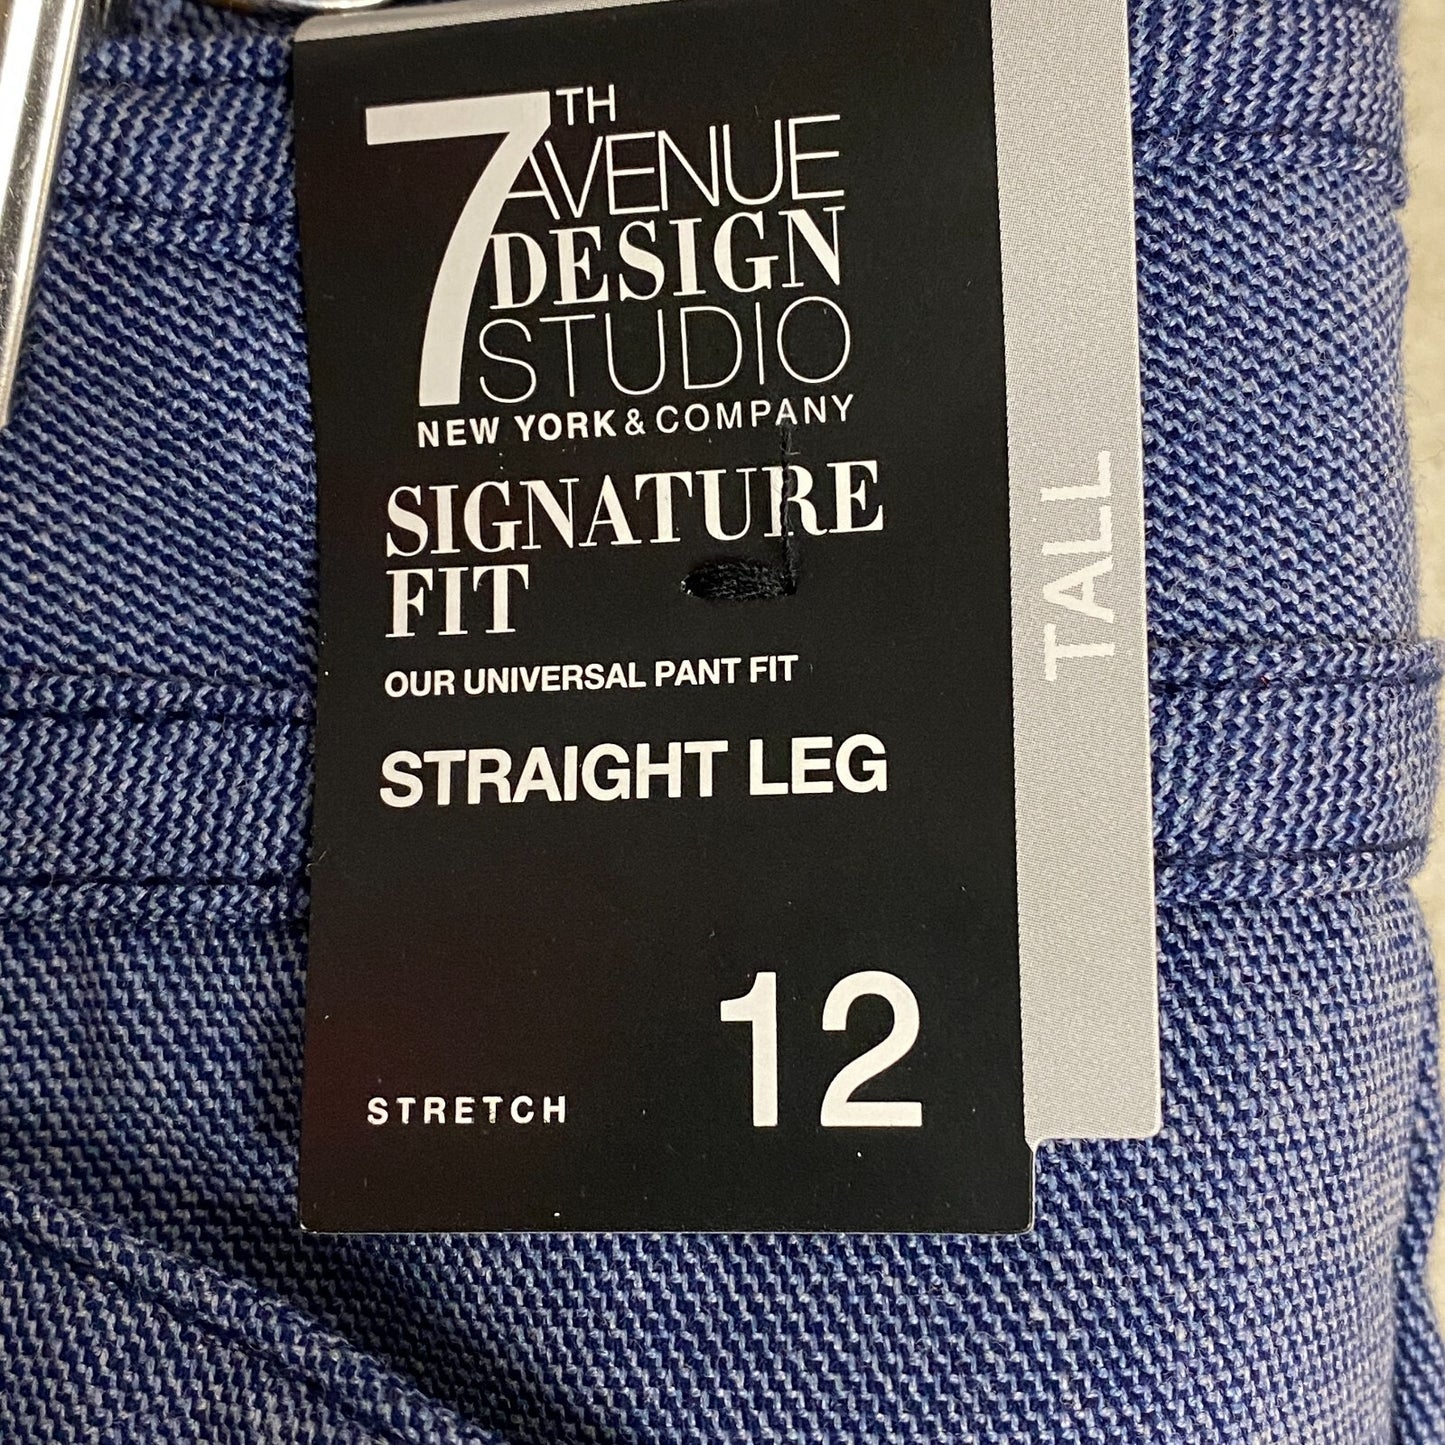 7TH
AVENUE
DESIGN
STUDIO
NEW YORK & COMPANY
SIGNATURE
FIT
OUR UNIVERSAL PANT FIT
STRAIGHT LEG
12
STRETCH
TALL